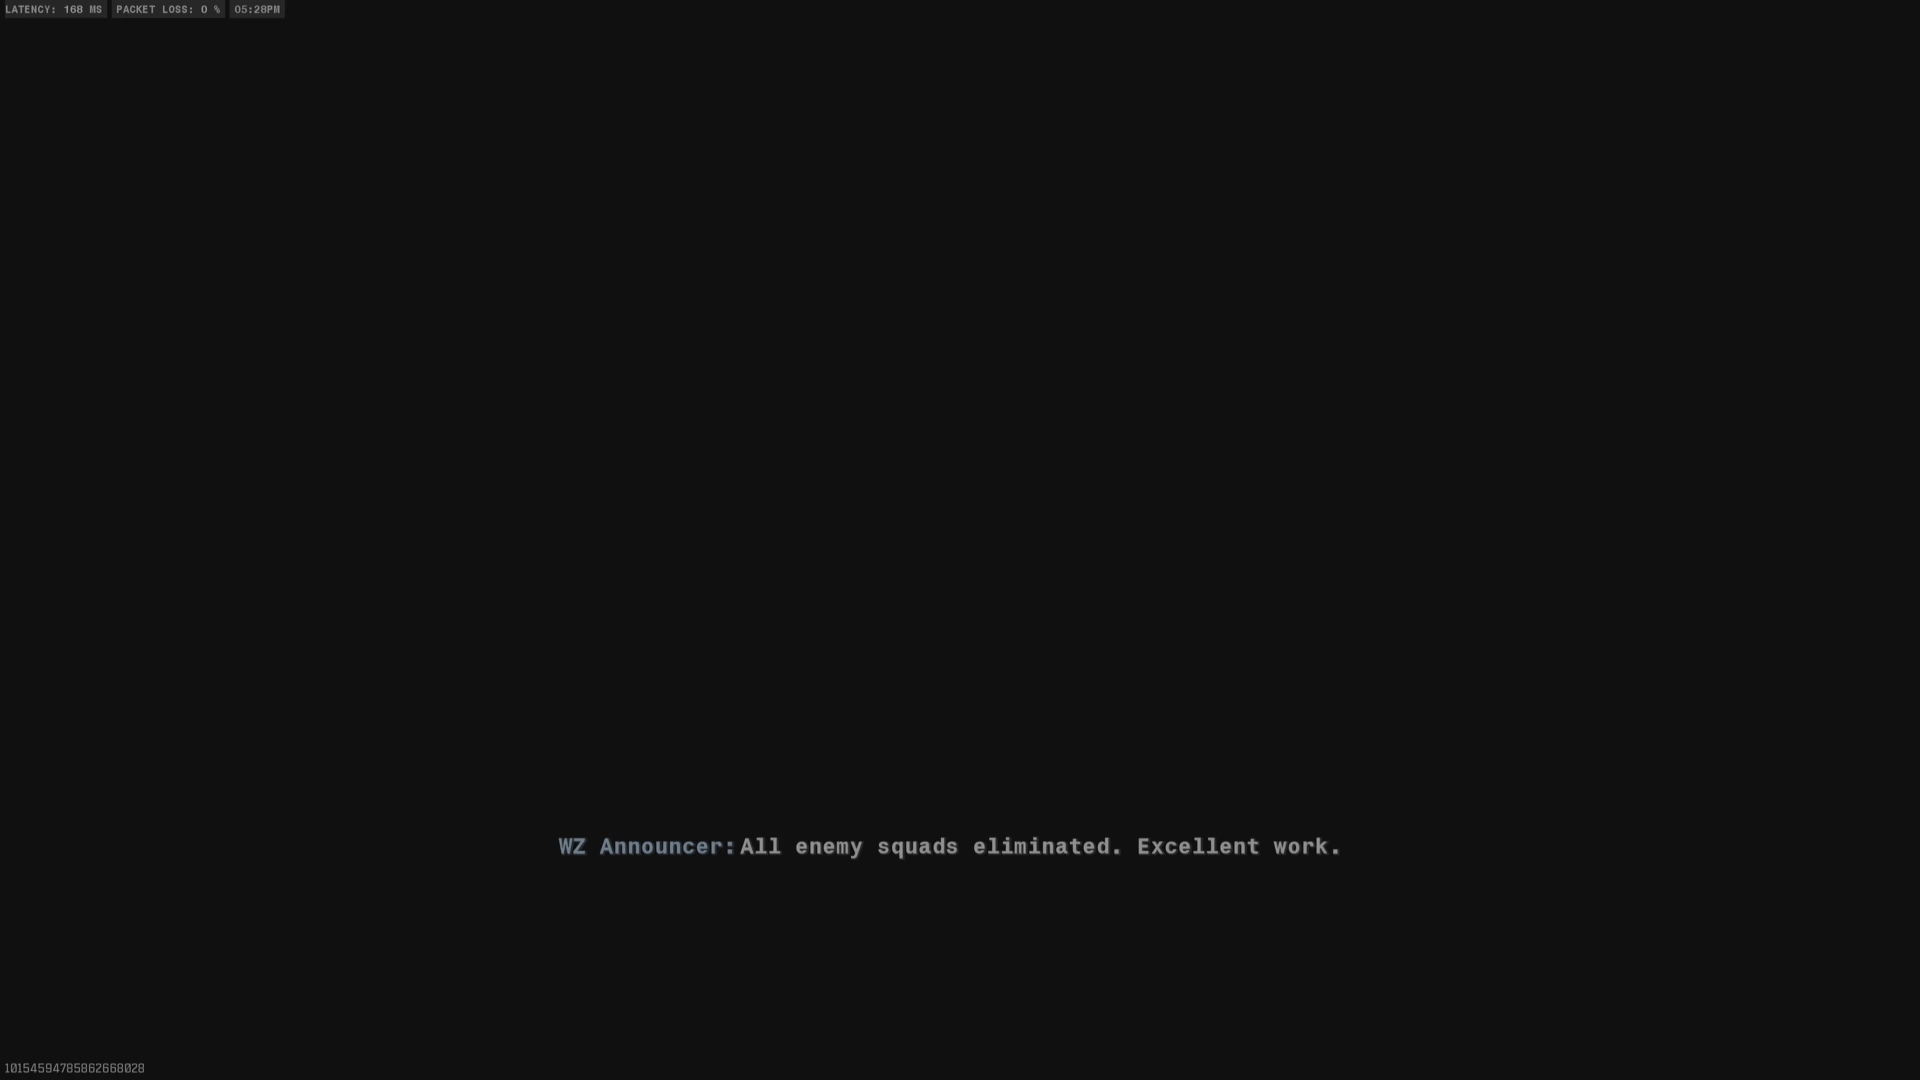 LATENCY: 168 MS PACKET LOSS: 0 % 05:28PM
WZ Announcer: All enemy squads eliminated. Excellent work.
10154594785862668028